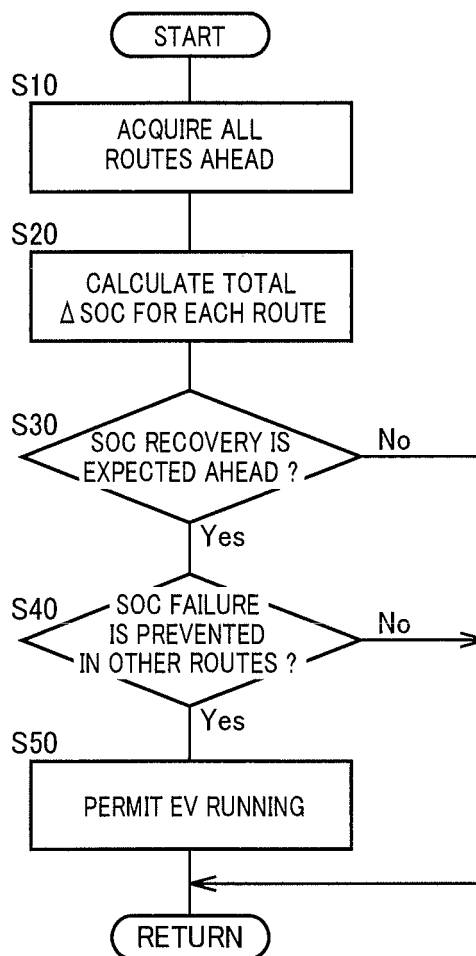 START
S10
ACQUIRE ALL
ROUTES AHEAD
S20
CALCULATE TOTAL
Δ SOC FOR EACH ROUTE
S30
SOC RECOVERY IS
EXPECTED AHEAD ?
No
Yes
S40
SOC FAILURE
IS PREVENTED
IN OTHER ROUTES ?
No
Yes
S50
PERMIT EV RUNNING
RETURN